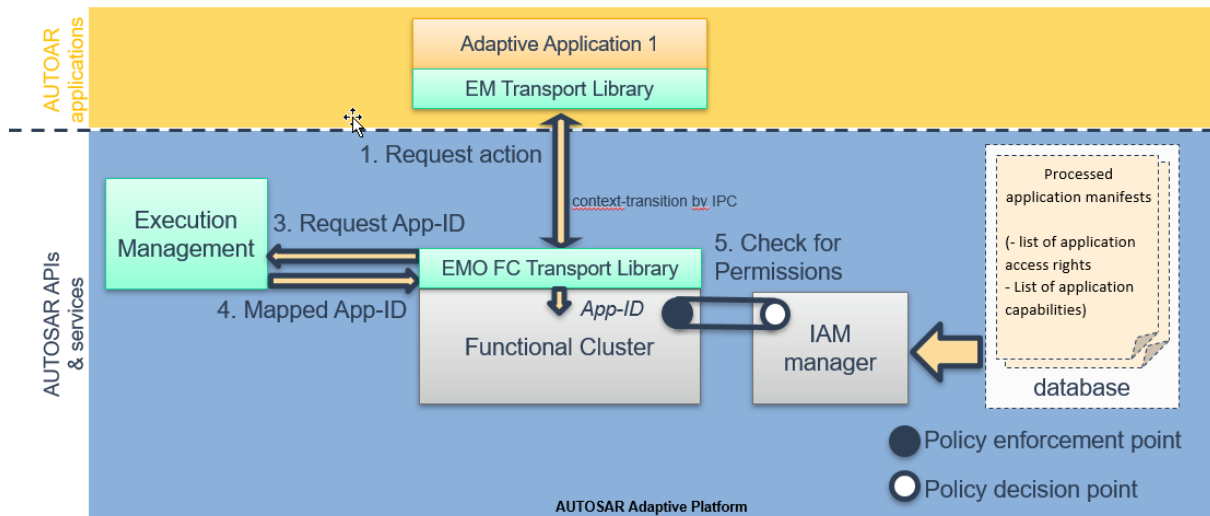 AUTOAR
applications
Adaptive Application 1
EM Transport Library
1. Request action
context-transition by IPC
AUTOSAR APIs
& services
Execution
Management
3. Request App-ID
4. Mapped App-ID
EMO FC Transport Library
App-ID
Functional Cluster
5. Check for
Permissions
IAM
manager
Processed
application manifests
(- list of application
access rights
- List of application
capabilities)
database
Policy enforcement point
Policy decision point
AUTOSAR Adaptive Platform